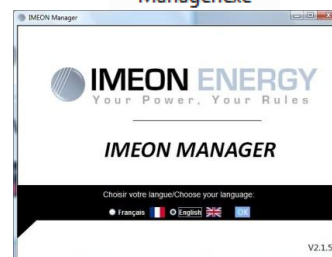 Manager.exe
IMEON Manager
IMEON ENERGY
Your Power, Your Rules
IMEON MANAGER
Choisir votre langue/Choose your language:
Français English OK
V2.1.5